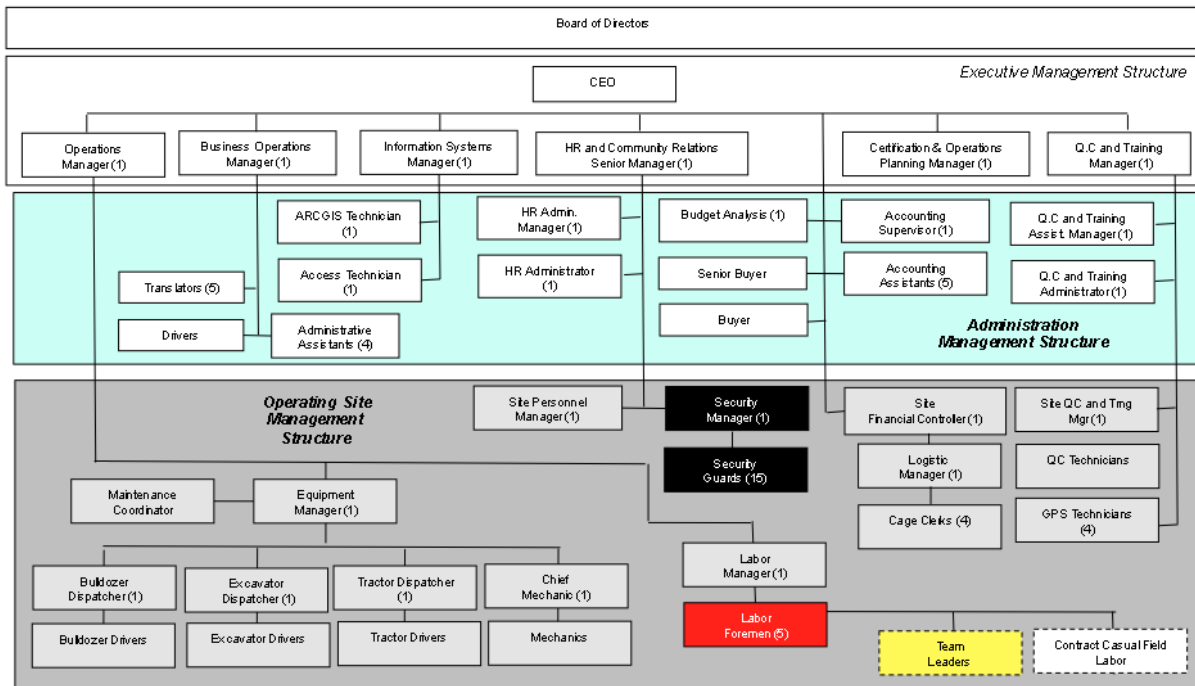 Board of Directors
Executive Management Structure
CEO
Operations
Manager (1)
Business Operations
Manager (1)
Information Systems
Manager (1)
HR and Community Relations
Senior Manager (1)
Certification & Operations
Planning Manager (1)
Q.C and Training
Manager (1)
ARCGIS Technician
(1)
HR Admin.
Manager (1)
Budget Analysis (1)
Accounting
Supervisor (1)
Q.C and Training
Assist. Manager (1)
Translators (5)
Access Technician
(1)
HR Administrator
(1)
Senior Buyer
Accounting
Assistants (5)
Q.C and Training
Administrator (1)
Drivers
Administrative
Assistants (4)
Buyer
Administration
Management Structure
Operating Site
Management
Structure
Site Personnel
Manager (1)
Security
Manager (1)
Site
Financial Controller (1)
Site QC and Trng
Mgr (1)
Security
Guards (15)
Logistic
Manager (1)
QC Technicians
Maintenance
Coordinator
Equipment
Manager (1)
Cage Clerks (4)
GPS Technicians
(4)
Labor
Manager (1)
Bulldozer
Dispatcher (1)
Excavator
Dispatcher (1)
Tractor Dispatcher
(1)
Chief
Mechanic (1)
Labor
Foremen (5)
Bulldozer Drivers
Excavator Drivers
Tractor Drivers
Mechanics
Team
Leaders
Contract Casual Field
Labor